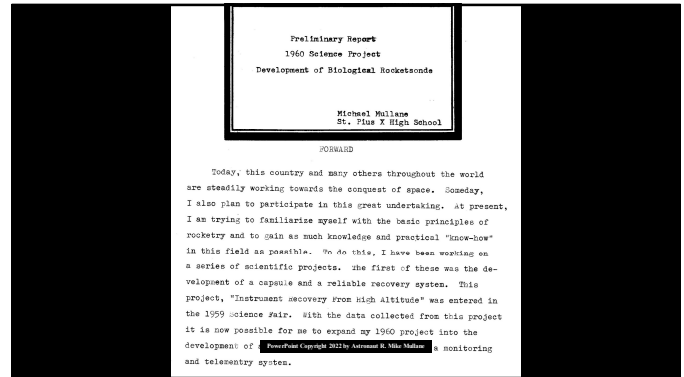 Preliminary Report
1960 Science Project
Development of Biological Rocketsonde
Michael Mullane
St. Pius X High School
FORWARD
Today, this country and many others throughout the world
are steadily working towards the conquest of space. Someday,
I also plan to participate in this great undertaking. At present,
I am trying to familiarize myself with the basic principles of
rocketry and to gain as much knowledge and practical "know-how"
in this field as possible. To do this, I have been working on
a series of scientific projects. The first of these was the de-
velopment of a capsule and a reliable recovery system. This
project, "Instrument Recovery From High Altitude" was entered in
the 1959 Science Fair. With the data collected from this project
it is now possible for me to expand my 1960 project into the
development of a monitoring
PowerPoint Copyright 2022 by Astronaut R. Mike Mullane
and telementry system.